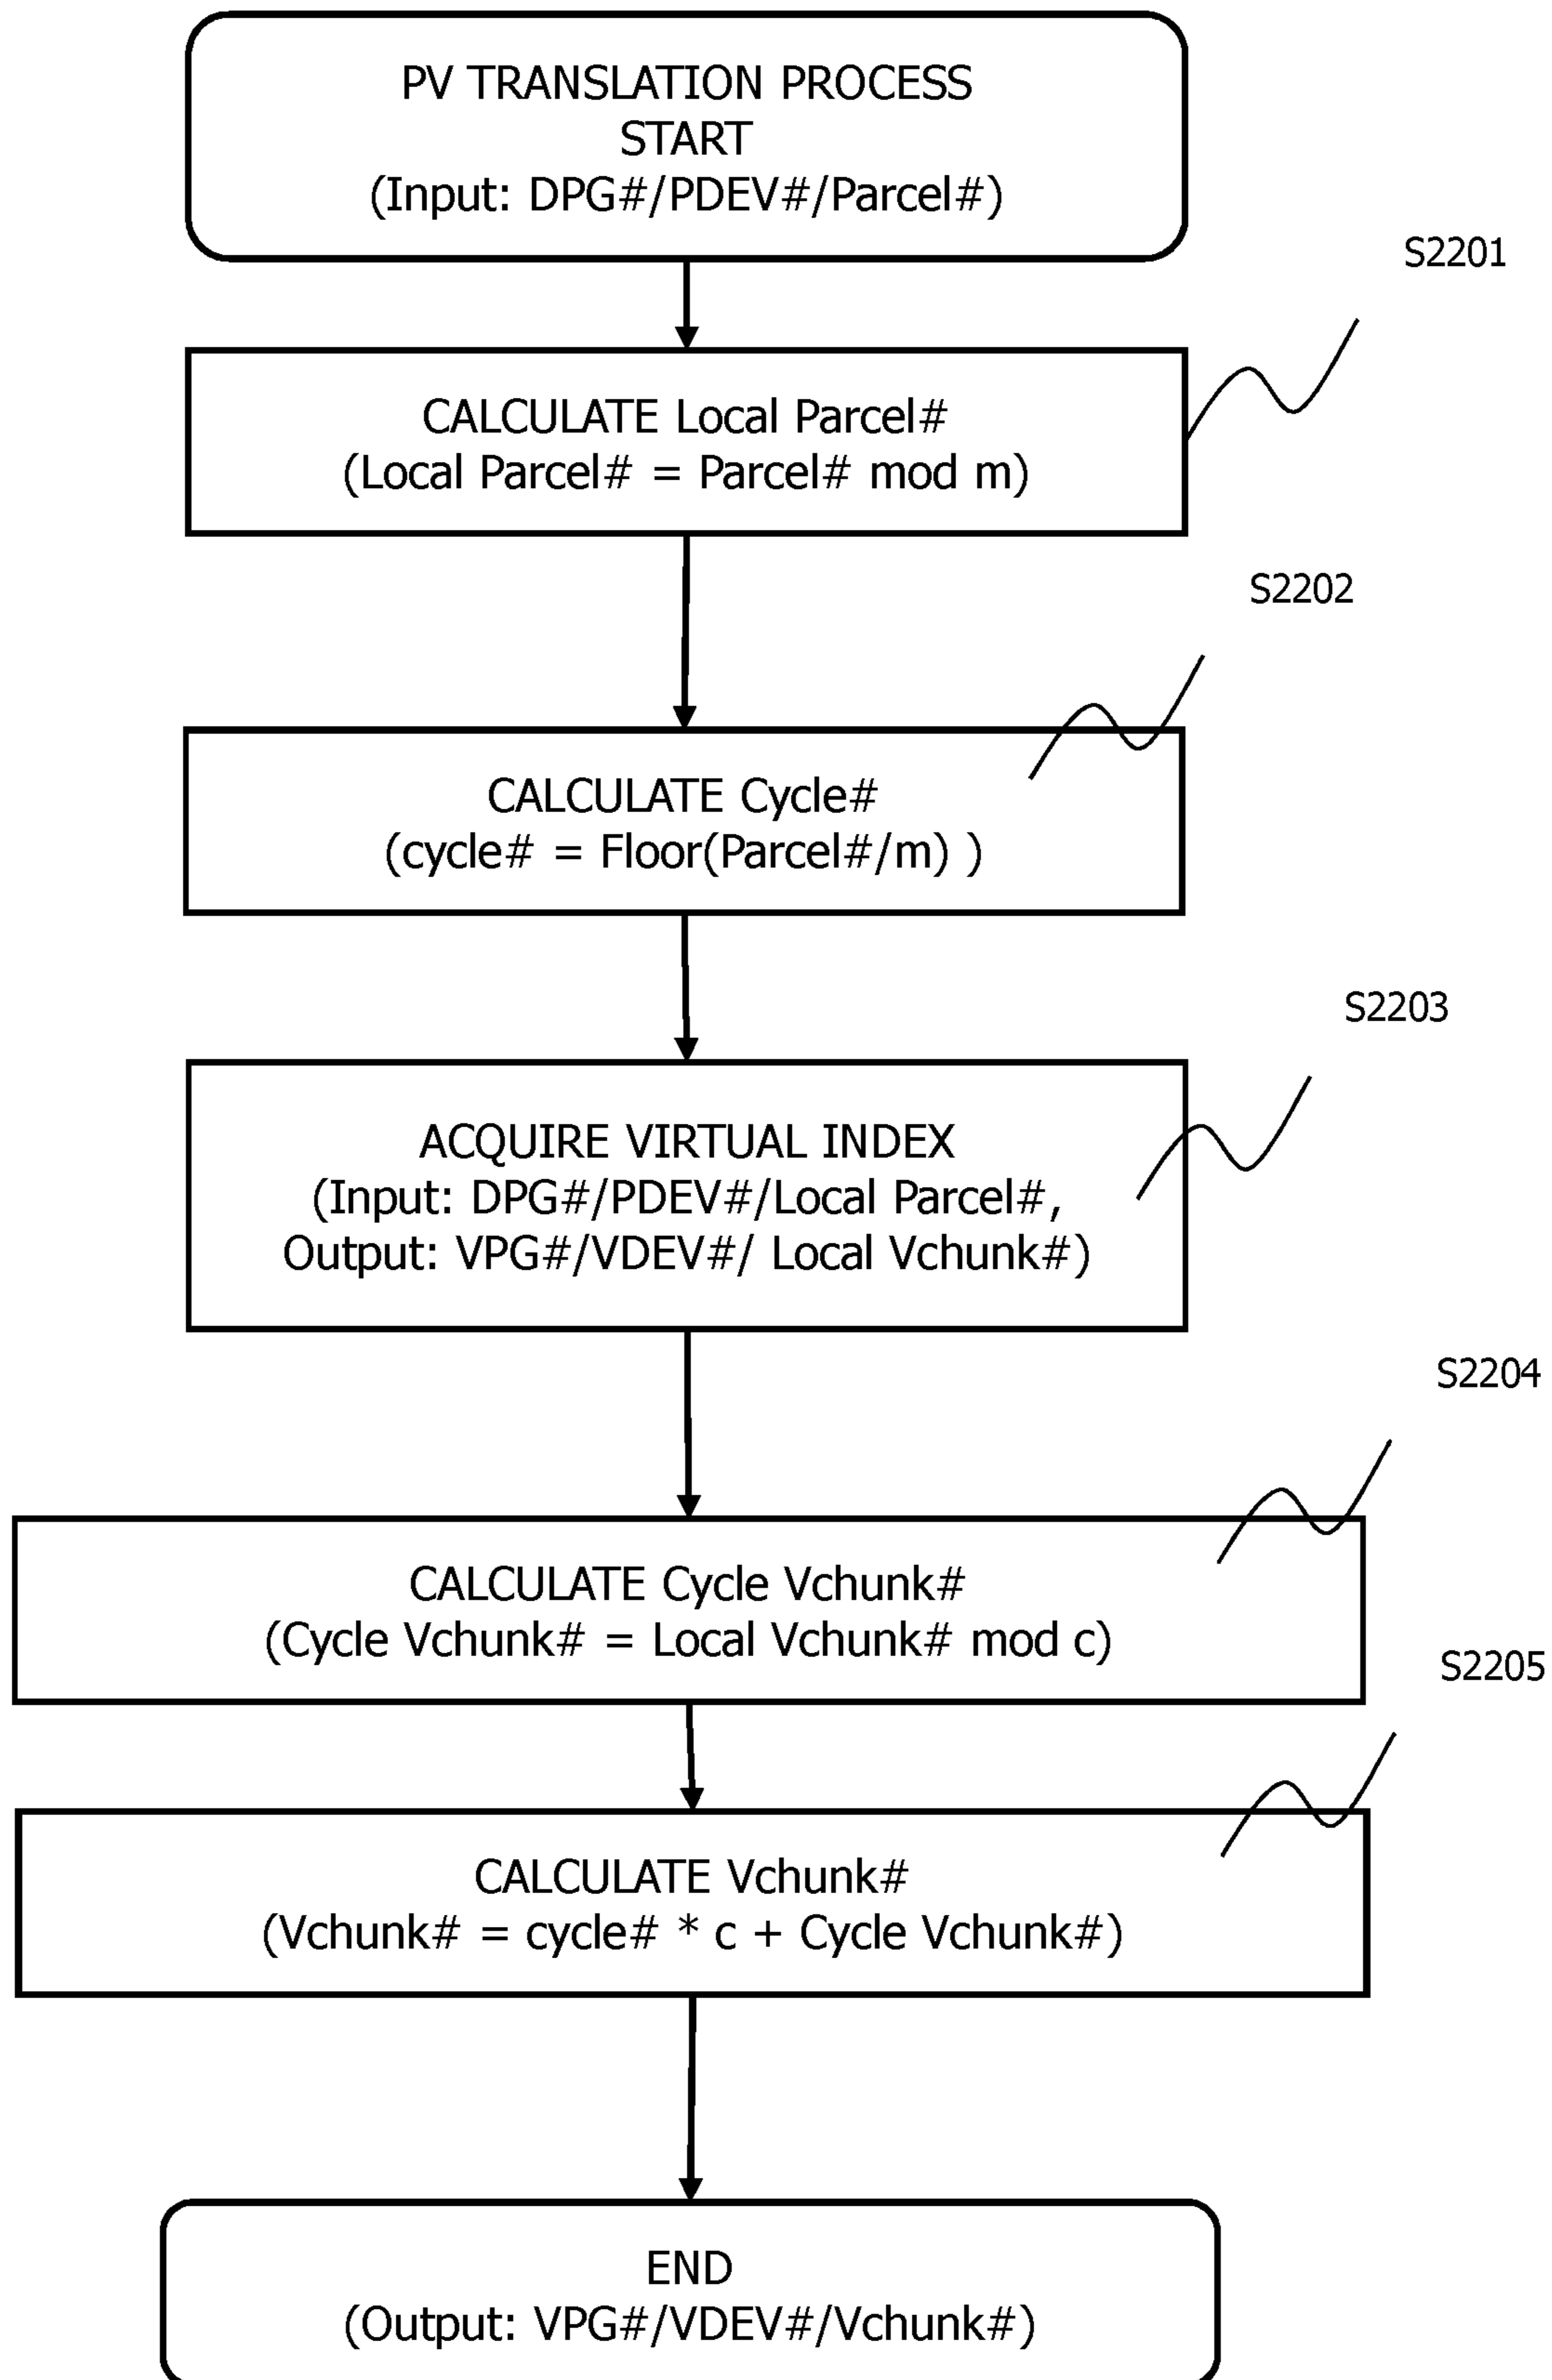 PV TRANSLATION PROCESS
START
(Input: DPG#/PDEV#/Parcel#)
S2201
CALCULATE Local Parcel#
(Local Parcel# = Parcel# mod m)
S2202
CALCULATE Cycle#
(cycle# = Floor(Parcel#/m) )
S2203
ACQUIRE VIRTUAL INDEX
(Input: DPG#/PDEV#/Local Parcel#,
Output: VPG#/VDEV#/ Local Vchunk#)
S2204
CALCULATE Cycle Vchunk#
(Cycle Vchunk# = Local Vchunk# mod c)
S2205
CALCULATE Vchunk#
(Vchunk# = cycle# * c + Cycle Vchunk#)
END
(Output: VPG#/VDEV#/Vchunk#)